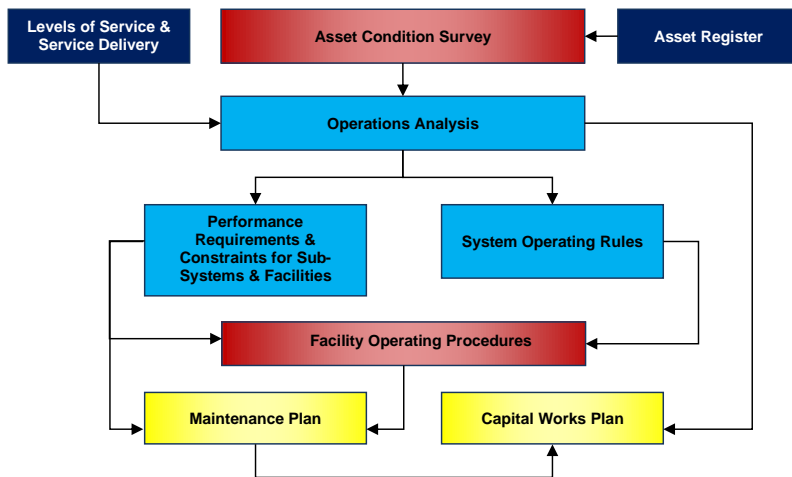 Levels of Service &
Service Delivery
Asset Condition Survey
Asset Register
Operations Analysis
Performance
Requirements &
Constraints for Sub-
Systems & Facilities
System Operating Rules
Facility Operating Procedures
Maintenance Plan
Capital Works Plan